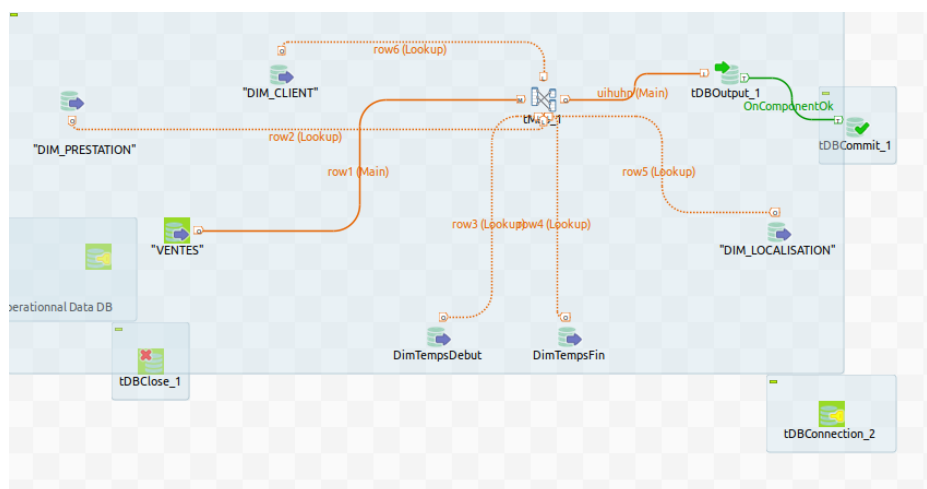 row6 (Lookup)
"DIM_CLIENT"
uihuhp (Main)
tDBOutput_1
OnComponentOk
row2 (Lookup)
"DIM_PRESTATION"
tDBCommit_1
row1 (Main)
row5 (Lookup)
row3 (Lookup)
row4 (Lookup)
"VENTES"
"DIM_LOCALISATION"
perationnal Data DB
DimTempsDebut
DimTempsFin
tDBClose_1
tDBConnection_2